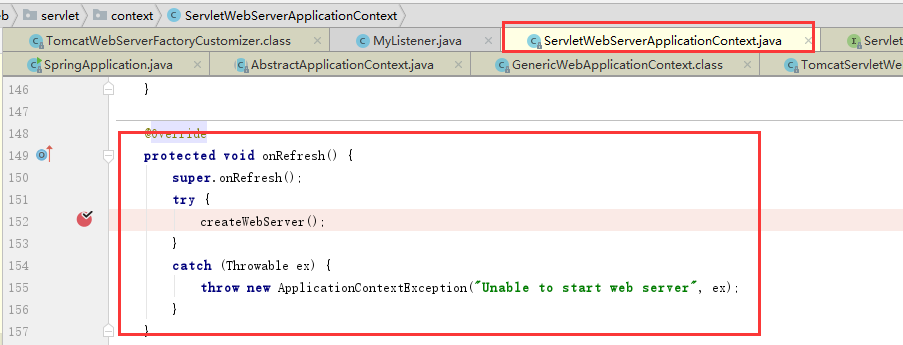 eb servlet context ServletWebServerApplicationContext
TomcatWebServerFactoryCustomizer.class MyListener.java ServletWebServerApplicationContext.java Servlet
SpringApplication.java AbstractApplicationContext.java GenericWebApplicationContext.class TomcatServletWe
146 }
147
148 @Override
149 protected void onRefresh() {
150 super.onRefresh();
151 try {
152 createWebServer();
153 }
154 catch (Throwable ex) {
155 throw new ApplicationContextException("Unable to start web server", ex);
156 }
157 }